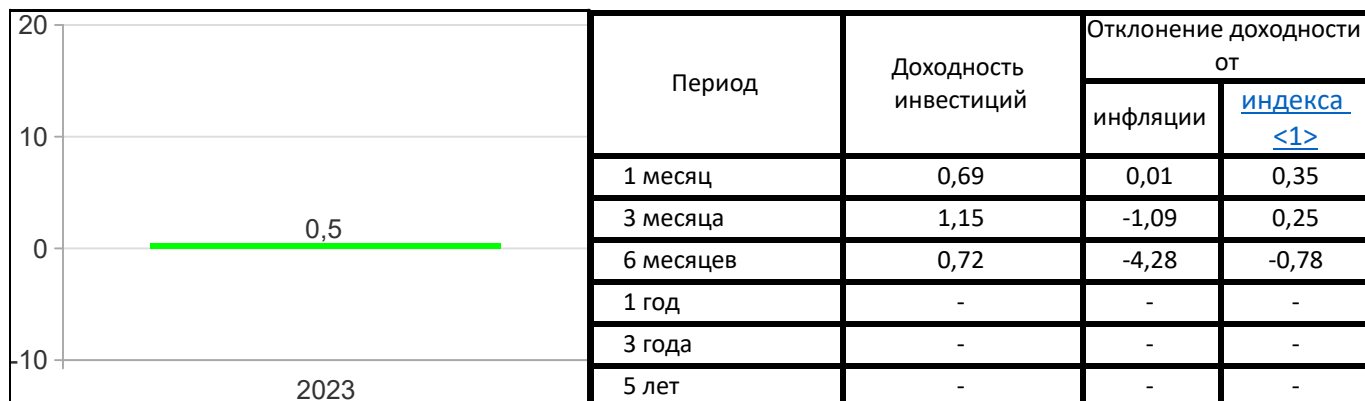 20
10
0
-10
0,5
2023
Период
Доходность
инвестиций
Отклонение доходности
от
инфляции
индекса
<1>
1 месяц 0,69 0,01 0,35
3 месяца 1,15 -1,09 0,25
6 месяцев 0,72 -4,28 -0,78
1 год - - -
3 года - - -
5 лет - - -